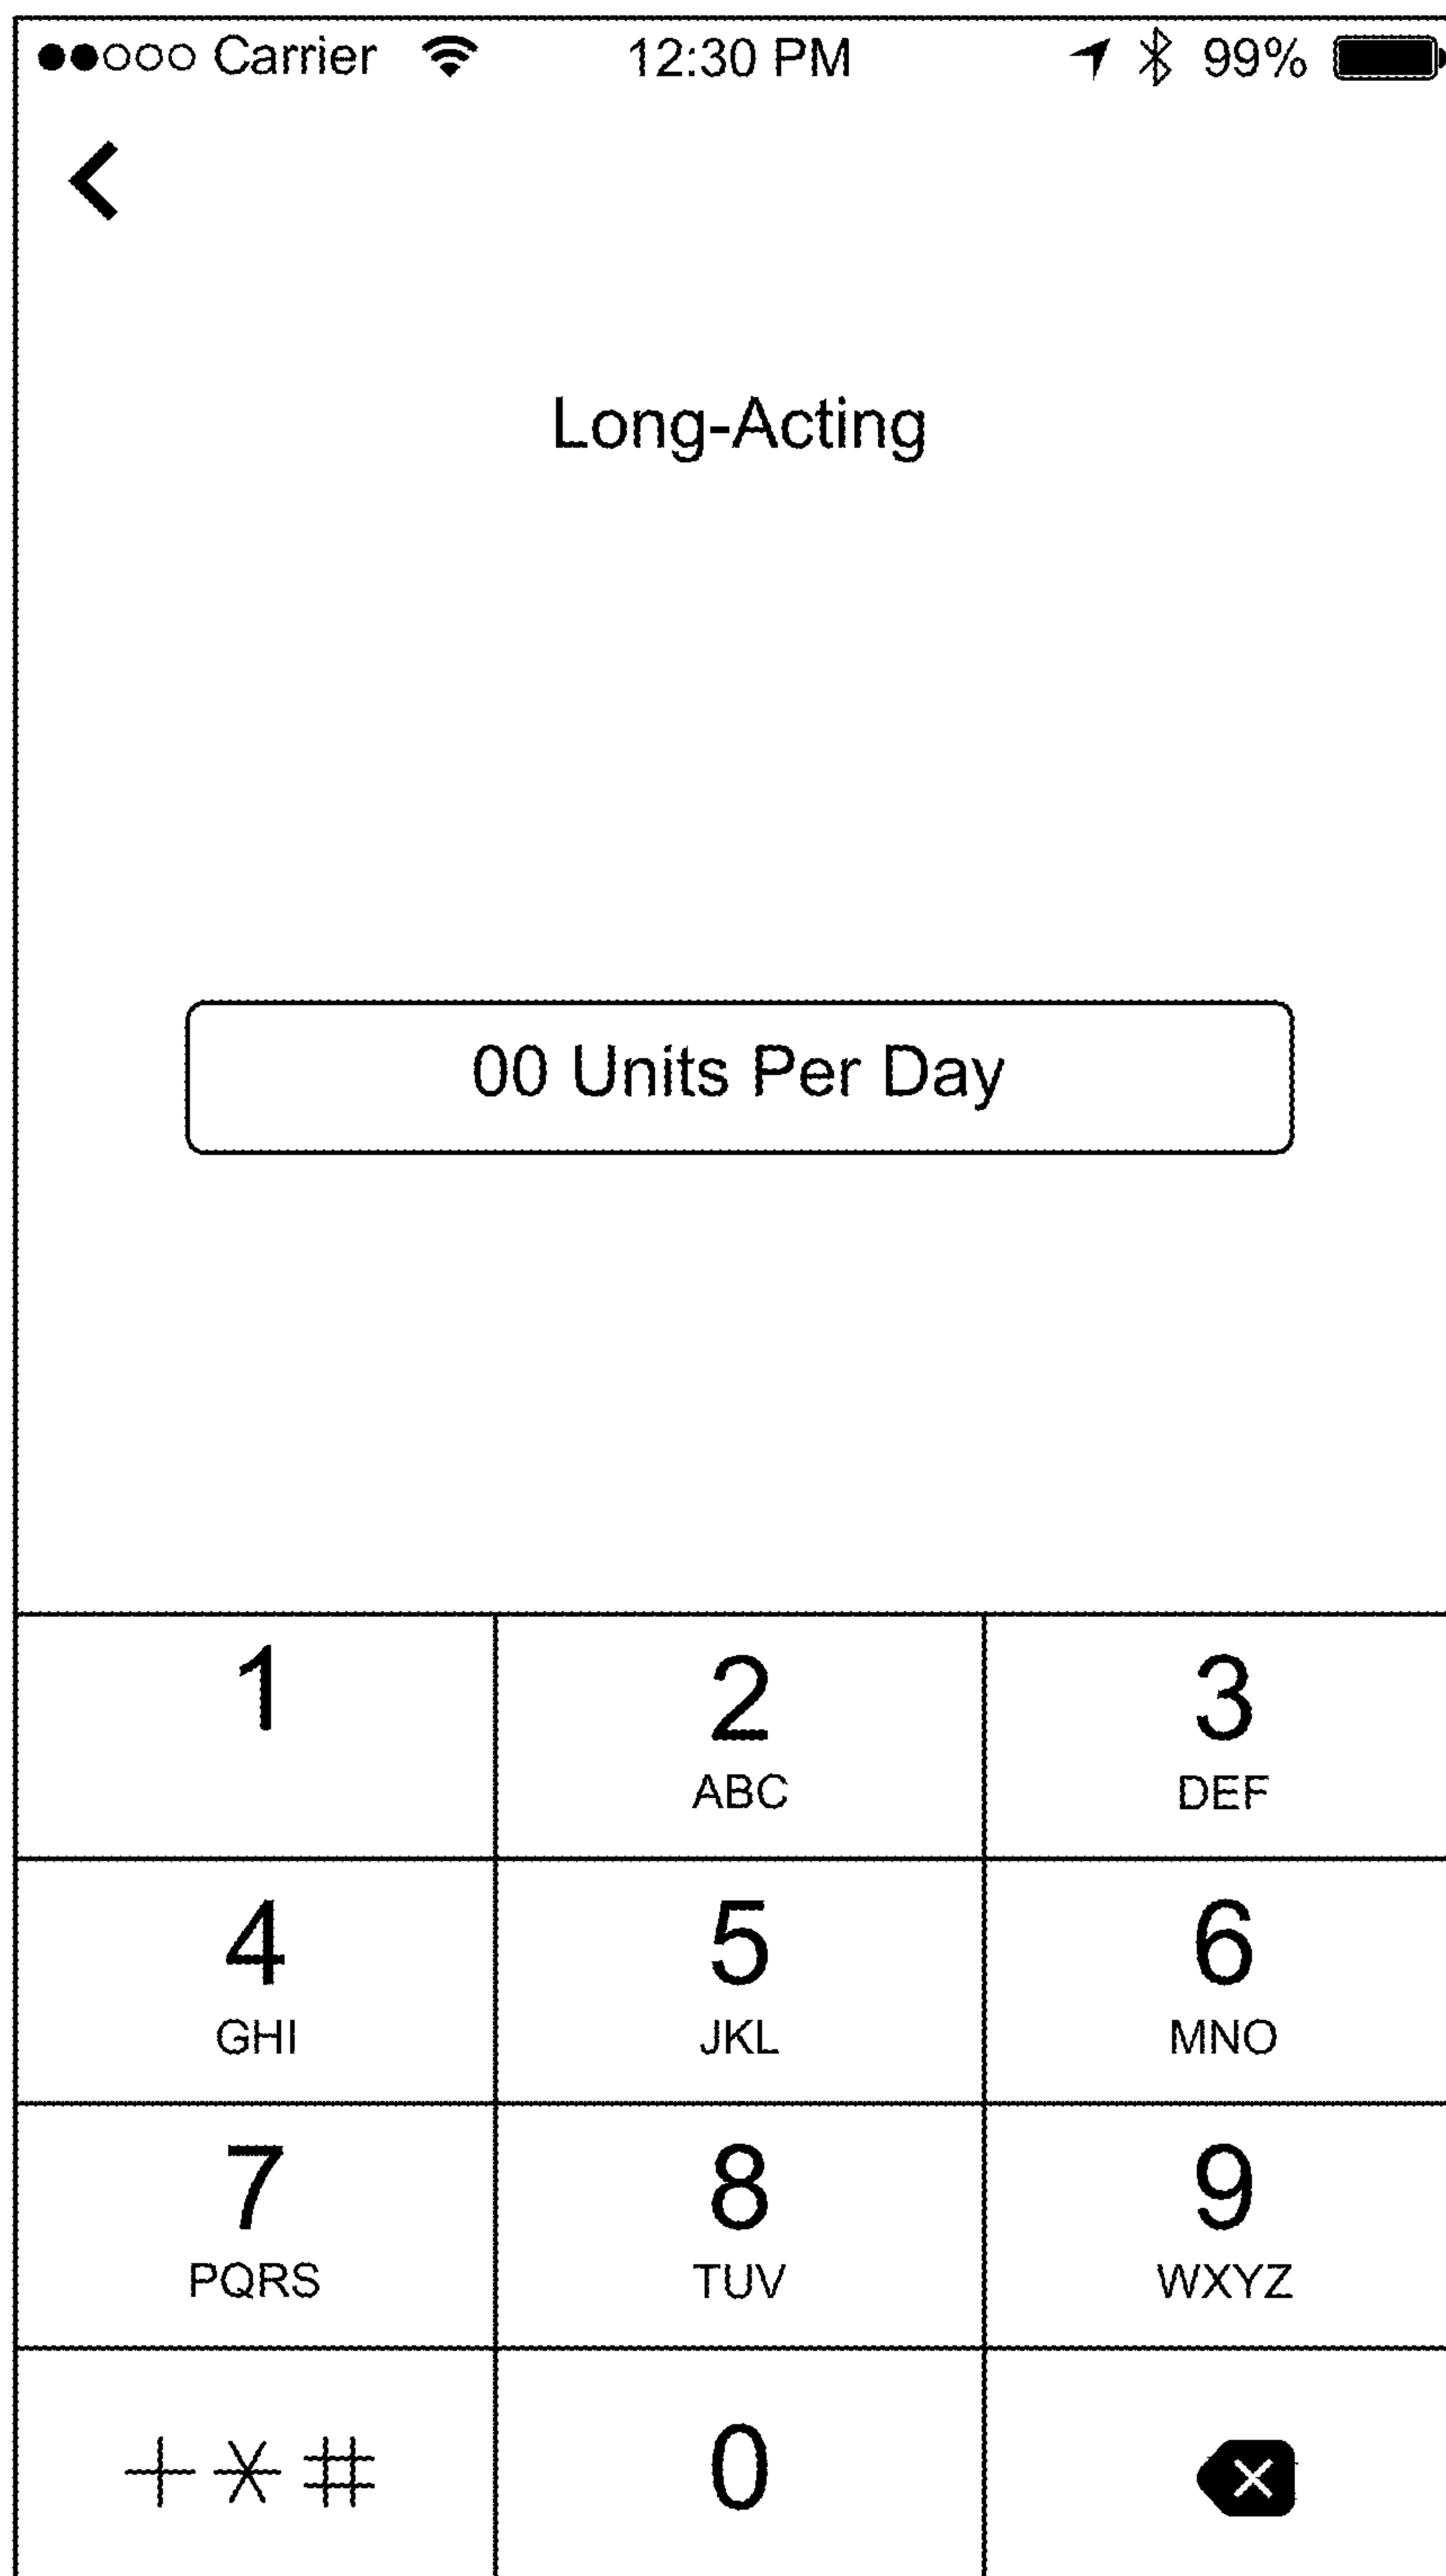 Carrier 12:30 PM 99%
Long-Acting
00 Units Per Day
1 2 3
ABC DEF
4 5 6
GHI JKL MNO
7 8 9
PQRS TUV WXYZ
+*# 0